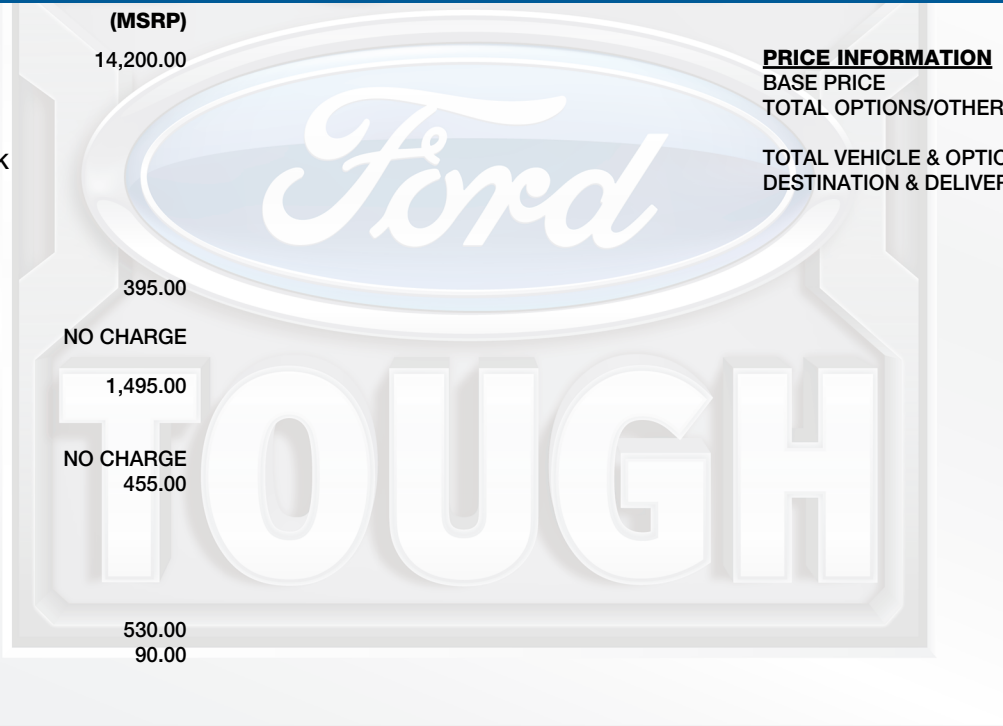 (MSRP)
14,200.00
K
395.00
NO CHARGE
1,495.00
NO CHARGE
455.00
530.00
90.00
PRICE INFORMATION
BASE PRICE
TOTAL OPTIONS/OTHER
TOTAL VEHICLE & OPTIO
DESTINATION & DELIVER
Ford
TOUGH